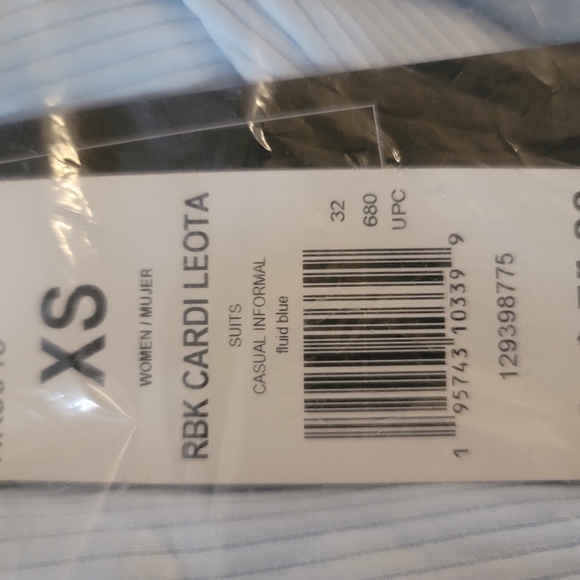 XS
WOMEN / MUJER
RBK CARDI LEOTA
SUITS
CASUAL INFORMAL
fluid blue
32
680
UPC
1 95743 10339 9
129398775